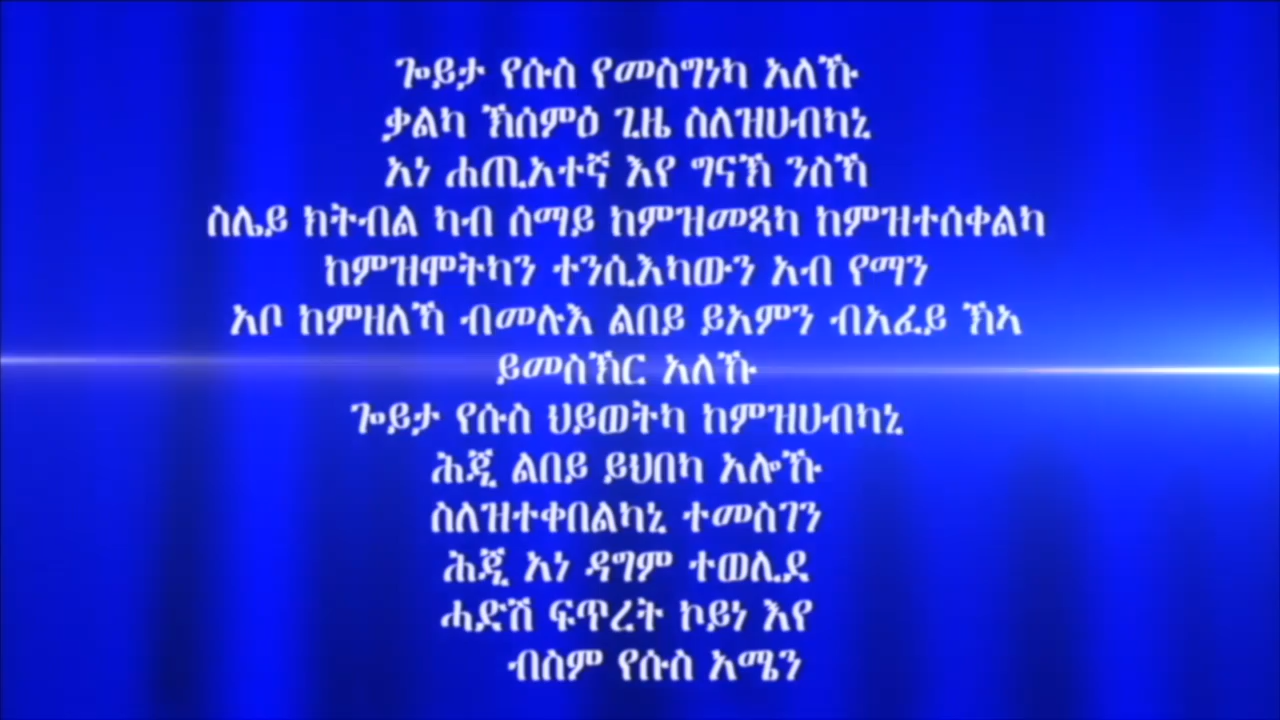 ጐይታ የሱስ የመስግነካ አለኹ
ቃልካ ኽሰምዕ ጊዜ ስለዝሀብካኒ
አነ ሐጢአተኛ እየ ግናኽ ንስኻ
ስሌይ ክትብል ካብ ሰማይ ከምዝመጻካ ከምዝተሰቀልካ
ከምዝሞትካን ተንሲእካውን አብ የማን
አቦ ከምዘለኻ ብመሉእ ልበይ ይአምን ብአፈይ ኽኣ
ይመስኽር አለኹ
ጐይታ የሱስ ህይወትካ ከምዝሀብካኒ
ሕጂ ልበይ ይህበካ አሎኹ
ስለዝተቀበልካኒ ተመስገን
ሕጂ አነ ዳግም ተወሊደ
ሓድሽ ፍጥረት ኮይነ እየ
ብስም የሱስ አሜን